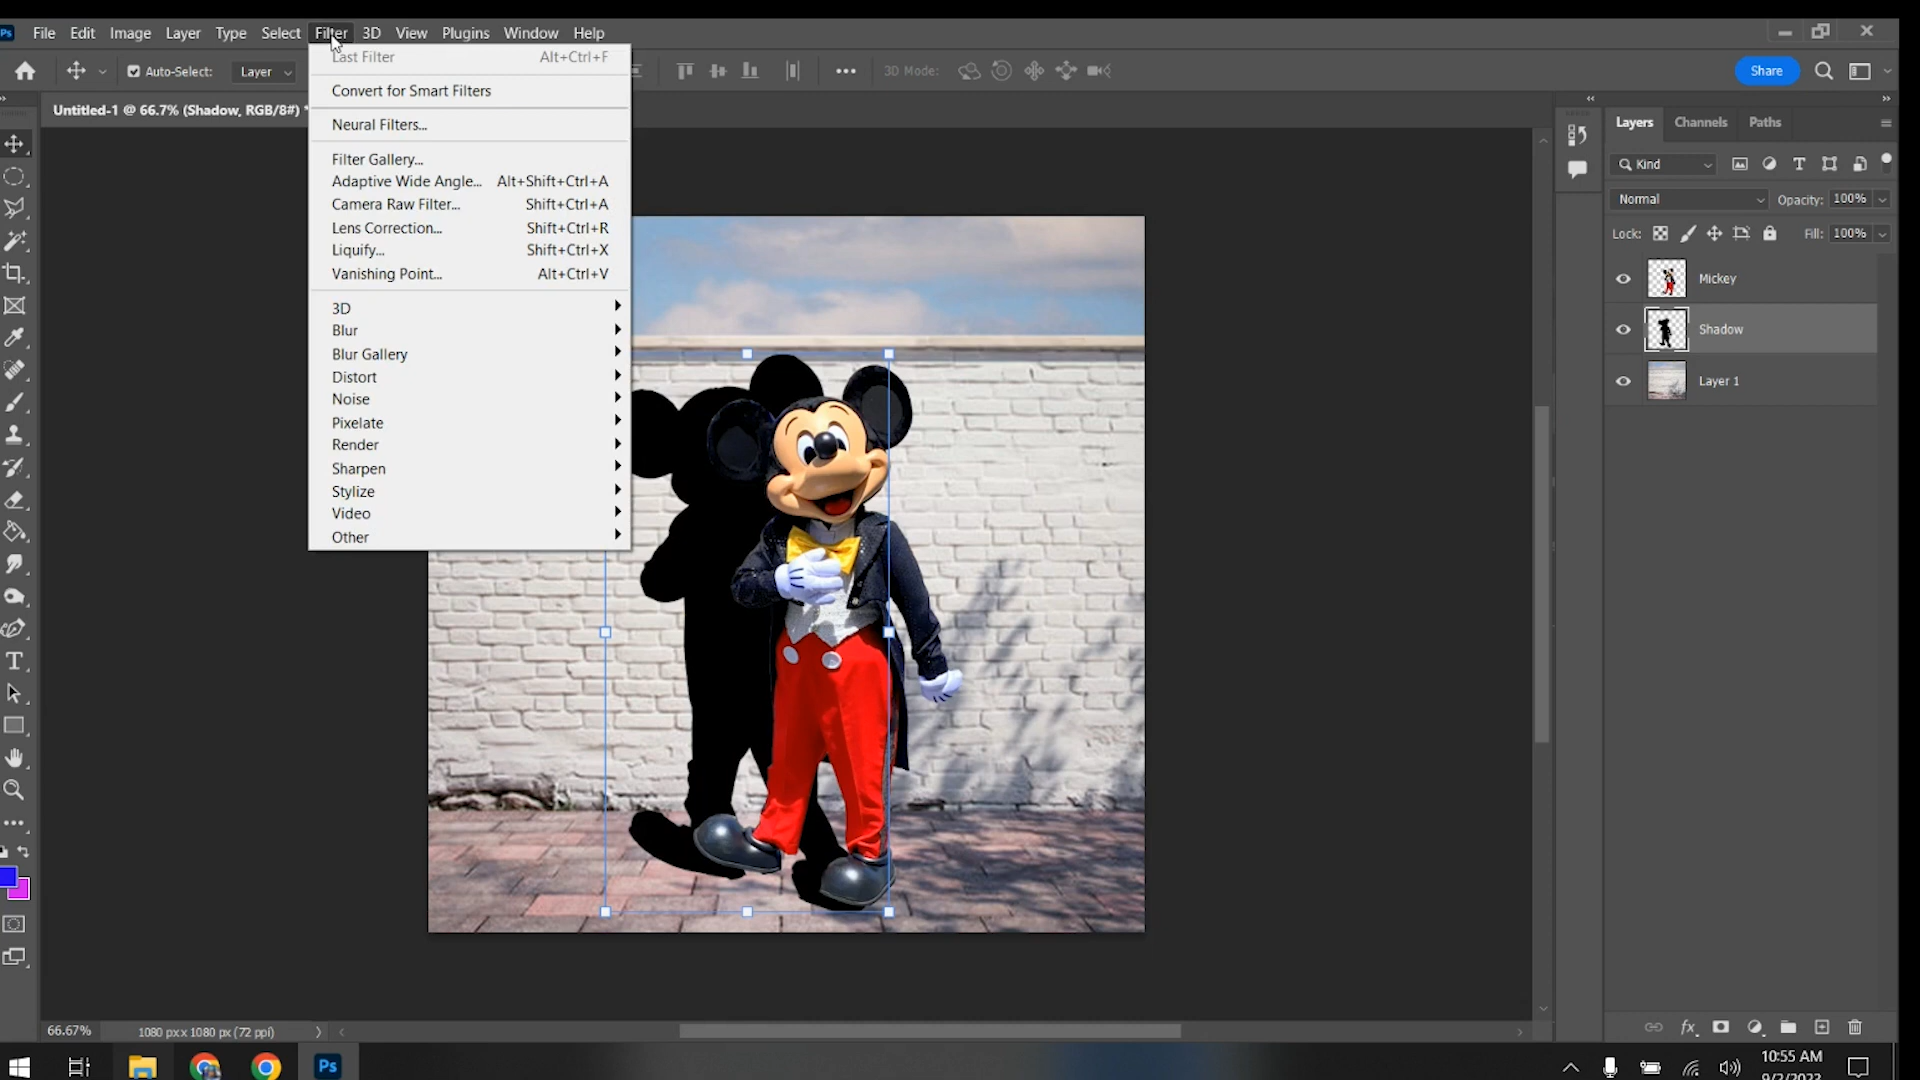 Ps File Edit Image Layer Type Select Filter 3D View Plugins Window Help
Auto-Select: Layer 3D Mode: Share
Untitled-1 @ 66.7% (Shadow, RGB/8#) *
Last Filter Alt+Ctrl+F
Convert for Smart Filters
Neural Filters...
Filter Gallery...
Adaptive Wide Angle... Alt+Shift+Ctrl+A
Camera Raw Filter... Shift+Ctrl+A
Lens Correction... Shift+Ctrl+R
Liquify... Shift+Ctrl+X
Vanishing Point... Alt+Ctrl+V
3D
Blur
Blur Gallery
Distort
Noise
Pixelate
Render
Sharpen
Stylize
Video
Other
Layers Channels Paths
Kind
Normal Opacity: 100%
Lock: Fill: 100%
Mickey
Shadow
Layer 1
fx
66.67% 1080 px x 1080 px (72 ppi)
Ps
10:55 AM